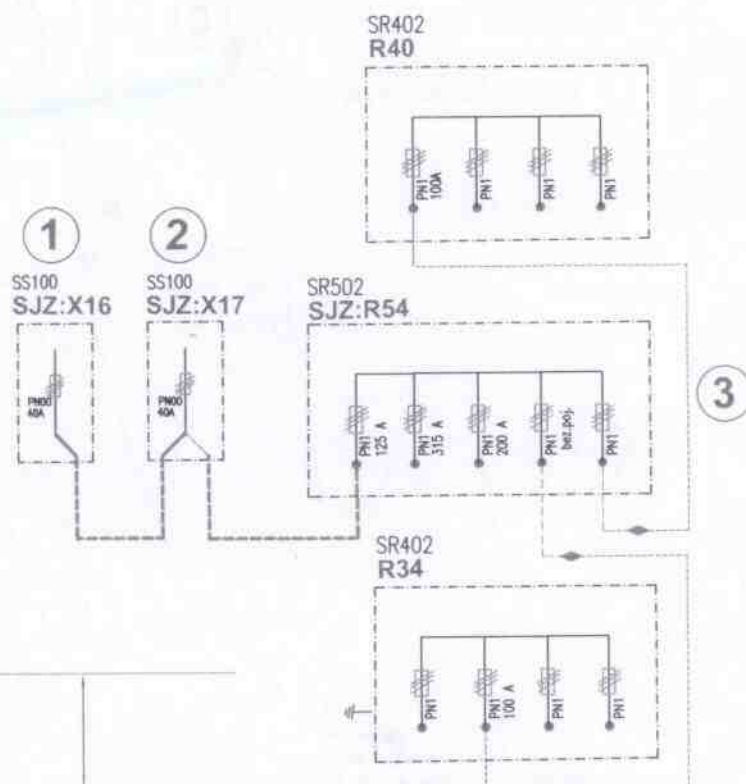 SR402
R40
PN1
100A
PN1
PN1
PN1
1
2
SS100
SJZ:X16
SS100
SJZ:X17
SR502
SJZ:R54
PN00
40A
PN00
40A
PN1
125 A
PN1
315 A
PN1
200 A
PN1
bez.poj.
PN1
3
SR402
R34
PN1
PN1
100 A
PN1
PN1